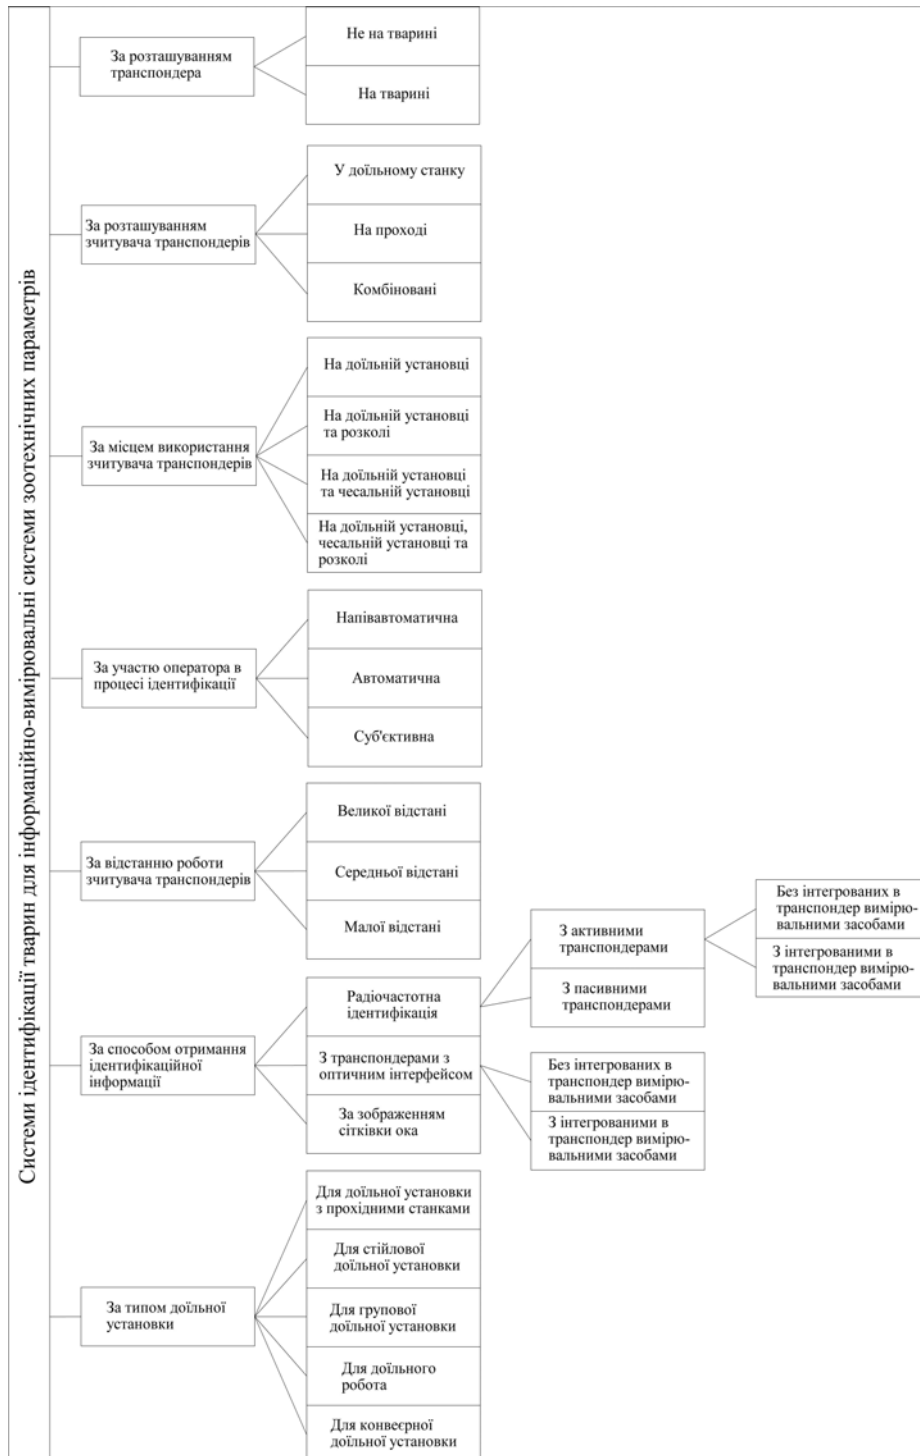 Системи ідентифікації тварин для інформаційно-вимірювальні системи зоотехнічних параметрів
За розташуванням
транспондера
Не на тварині
На тварині
За розташуванням
зчитувача транспондерів
У доїльному станку
На проході
Комбіновані
За місцем використання
зчитувача транспондерів
На доїльній установці
На доїльній установці
та розколі
На доїльній установці
та чесальній установці
На доїльній установці,
чесальній установці та
розколі
За участю оператора в
процесі ідентифікації
Напівавтоматична
Автоматична
Суб'єктивна
За відстанню роботи
зчитувача транспондерів
Великої відстані
Середньої відстані
Малої відстані
За способом отримання
ідентифікаційної
інформації
Радіочастотна
ідентифікація
З активними
транспондерами
Без інтегрованих в
транспондер вимірю-
вальними засобами
З інтегрованими в
транспондер вимірю-
вальними засобами
З пасивними
транспондерами
З транспондерами з
оптичним інтерфейсом
Без інтегрованих в
транспондер вимірю-
вальними засобами
З інтегрованими в
транспондер вимірю-
вальними засобами
За зображенням
сітківки ока
За типом доїльної
установки
Для доїльної установки
з прохідними станками
Для стійлової
доїльної установки
Для групової
доїльної установки
Для доїльного
робота
Для конвеєрної
доїльної установки